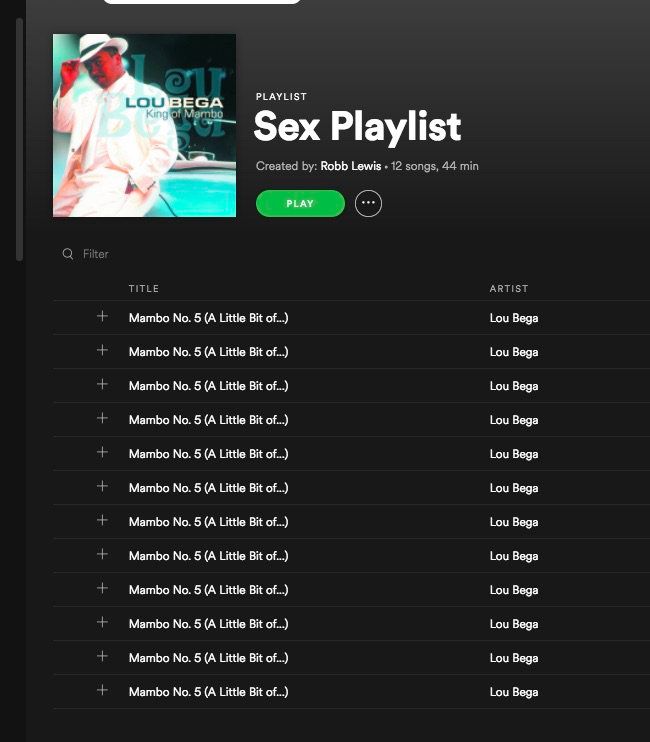 Lou
Bega
LOU BEGA
King of Mambo
PLAYLIST
Sex Playlist
Created by: Robb Lewis • 12 songs, 44 min
PLAY
Filter
TITLE ARTIST
Mambo No. 5 (A Little Bit of...) Lou Bega
Mambo No. 5 (A Little Bit of...) Lou Bega
Mambo No. 5 (A Little Bit of...) Lou Bega
Mambo No. 5 (A Little Bit of...) Lou Bega
Mambo No. 5 (A Little Bit of...) Lou Bega
Mambo No. 5 (A Little Bit of...) Lou Bega
Mambo No. 5 (A Little Bit of...) Lou Bega
Mambo No. 5 (A Little Bit of...) Lou Bega
Mambo No. 5 (A Little Bit of...) Lou Bega
Mambo No. 5 (A Little Bit of...) Lou Bega
Mambo No. 5 (A Little Bit of...) Lou Bega
Mambo No. 5 (A Little Bit of...) Lou Bega